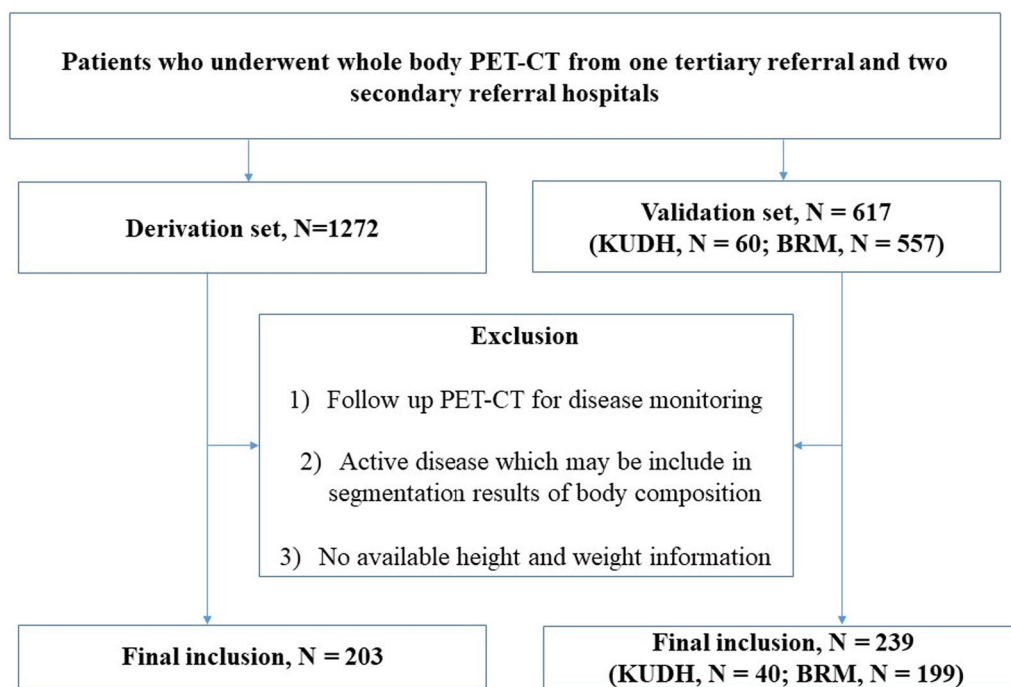 Patients who underwent whole body PET-CT from one tertiary referral and two
secondary referral hospitals
Derivation set, N=1272
Validation set, N = 617
(KUDH, N = 60; BRM, N = 557)
Exclusion
1) Follow up PET-CT for disease monitoring
2) Active disease which may be include in
segmentation results of body composition
3) No available height and weight information
Final inclusion, N = 203
Final inclusion, N = 239
(KUDH, N = 40; BRM, N = 199)